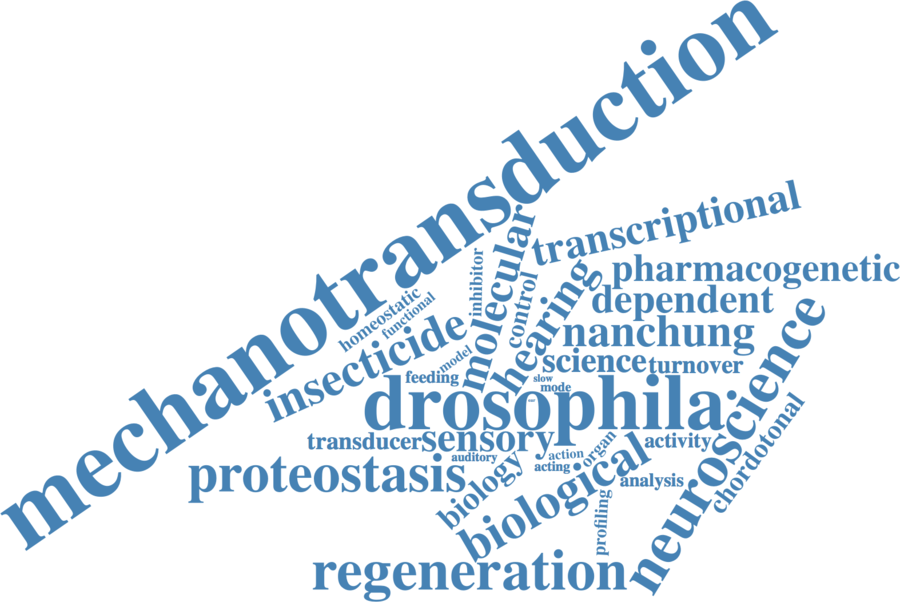 mechanotransduction
transcriptional
molecular
pharmacogenetic
inhibitor
control
hearing
dependent
homeostatic
functional
insecticide
nanchung
neuroscience
model
science
turnover
feeding
slow
mode
drosophila
chordotonal
transducer
sensory
activity
auditory
action
organ
acting
proteostasis
biology
biological
analysis
profiling
regeneration